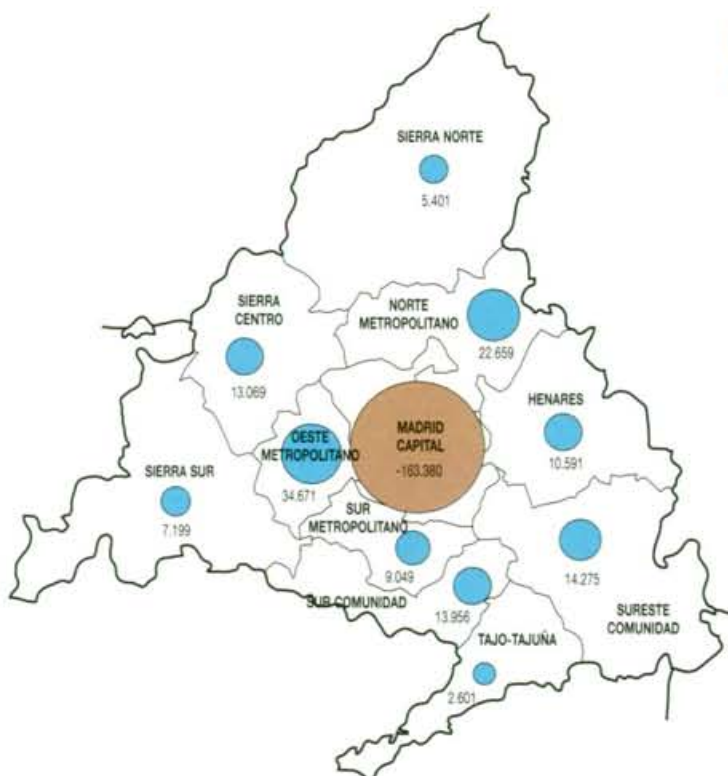 SIERRA NORTE
5.401
SIERRA
CENTRO
13.069
NORTE
METROPOLITANO
22.659
HENARES
10.591
MADRID
CAPITAL
-163.380
OESTE
METROPOLITANO
34.671
SIERRA SUR
7.199
SUR
METROPOLITANO
9.049
14.275
SUR COMUNIDAD
13.956
SURESTE
COMUNIDAD
TAJO-TAJUÑA
2.601